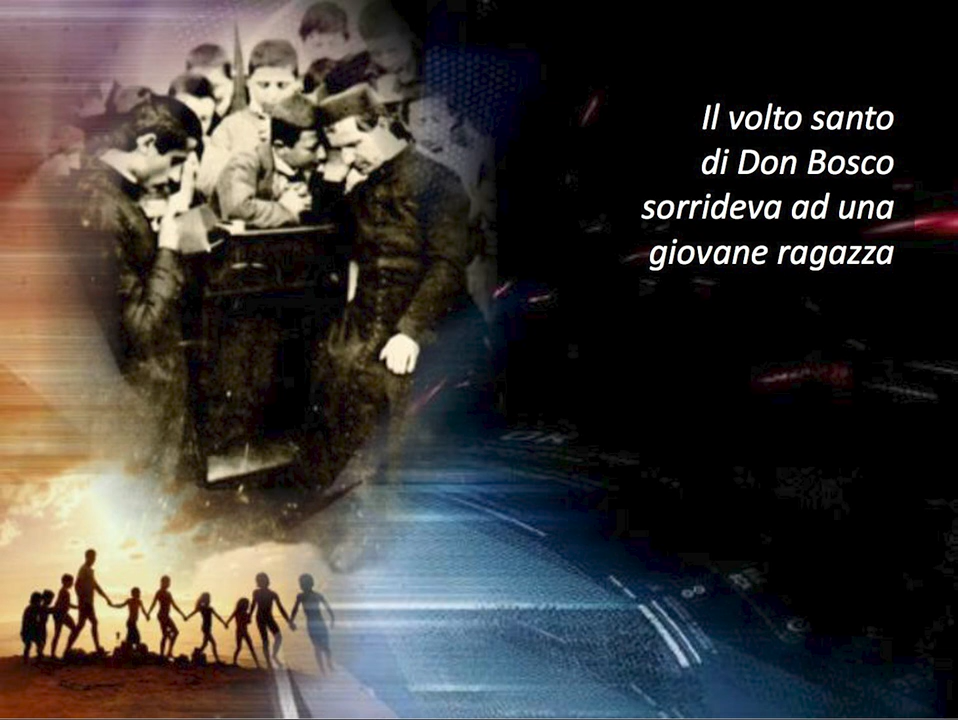 Il volto santo
di Don Bosco
sorrideva ad una
giovane ragazza